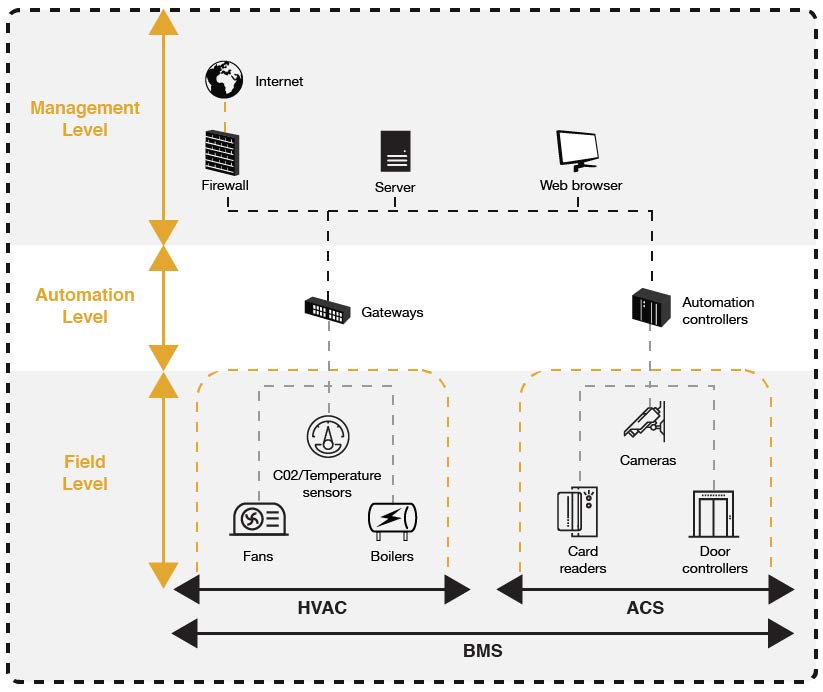 Management
Level
Internet
Firewall
Server
Web browser
Automation
Level
Gateways
Automation
controllers
Field
Level
C02/Temperature
sensors
Fans
Boilers
Cameras
Card
readers
Door
controllers
HVAC
ACS
BMS